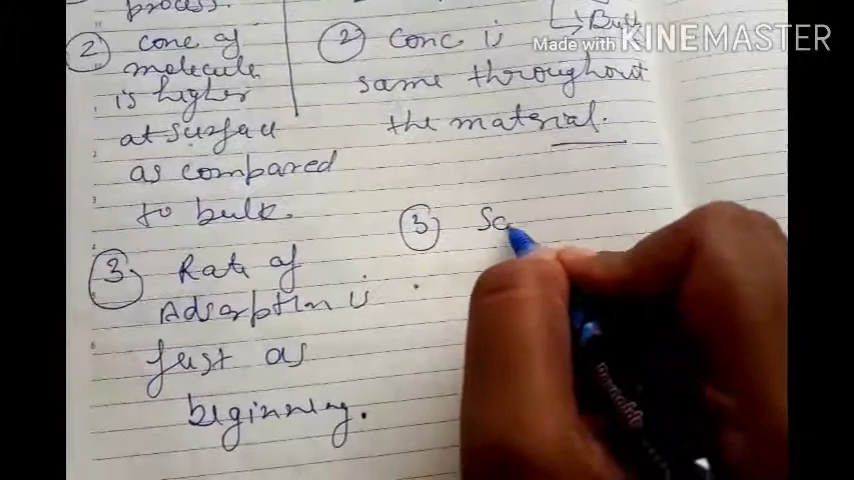 process.
② conc of
molecule
is higher
at surface
as compared
to bulk.
③ Rate of
Adsorption is
fast as
beginning.
↳ Bulk
② Conc. is
same throughout
the material.
③ Sa
Made with KINEMASTER